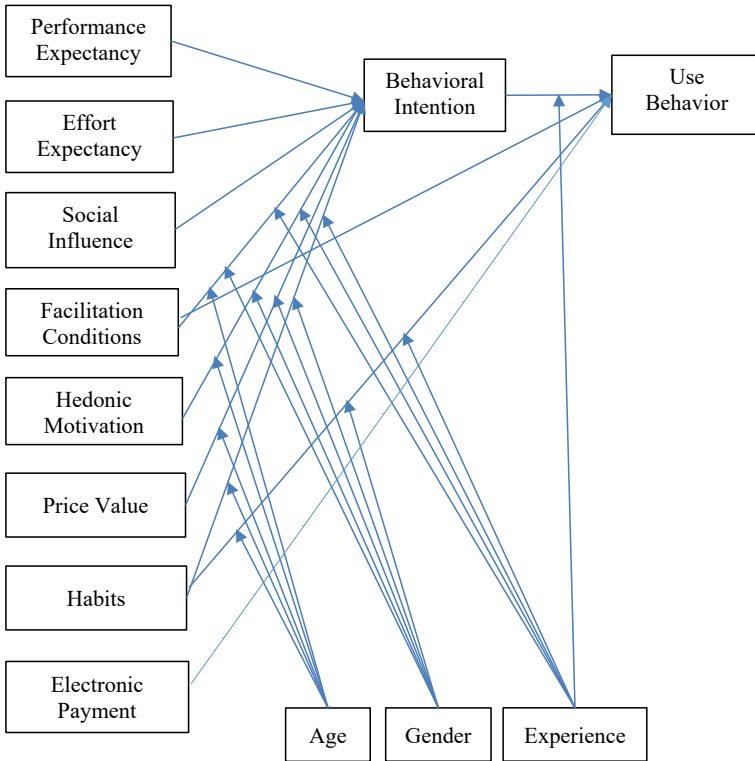 Performance
Expectancy
Behavioral
Intention
Use
Behavior
Effort
Expectancy
Social
Influence
Facilitation
Conditions
Hedonic
Motivation
Price Value
Habits
Electronic
Payment
Age
Gender
Experience